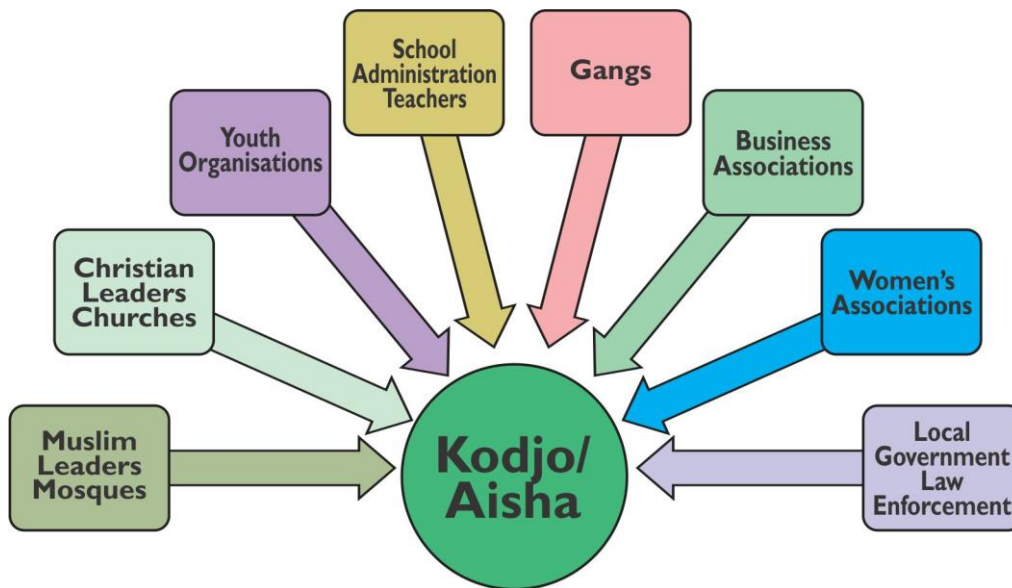 School
Administration
Teachers
Gangs
Youth
Organisations
Business
Associations
Christian
Leaders
Churches
Women's
Associations
Muslim
Leaders
Mosques
Kodjo/
Aisha
Local
Government
Law
Enforcement